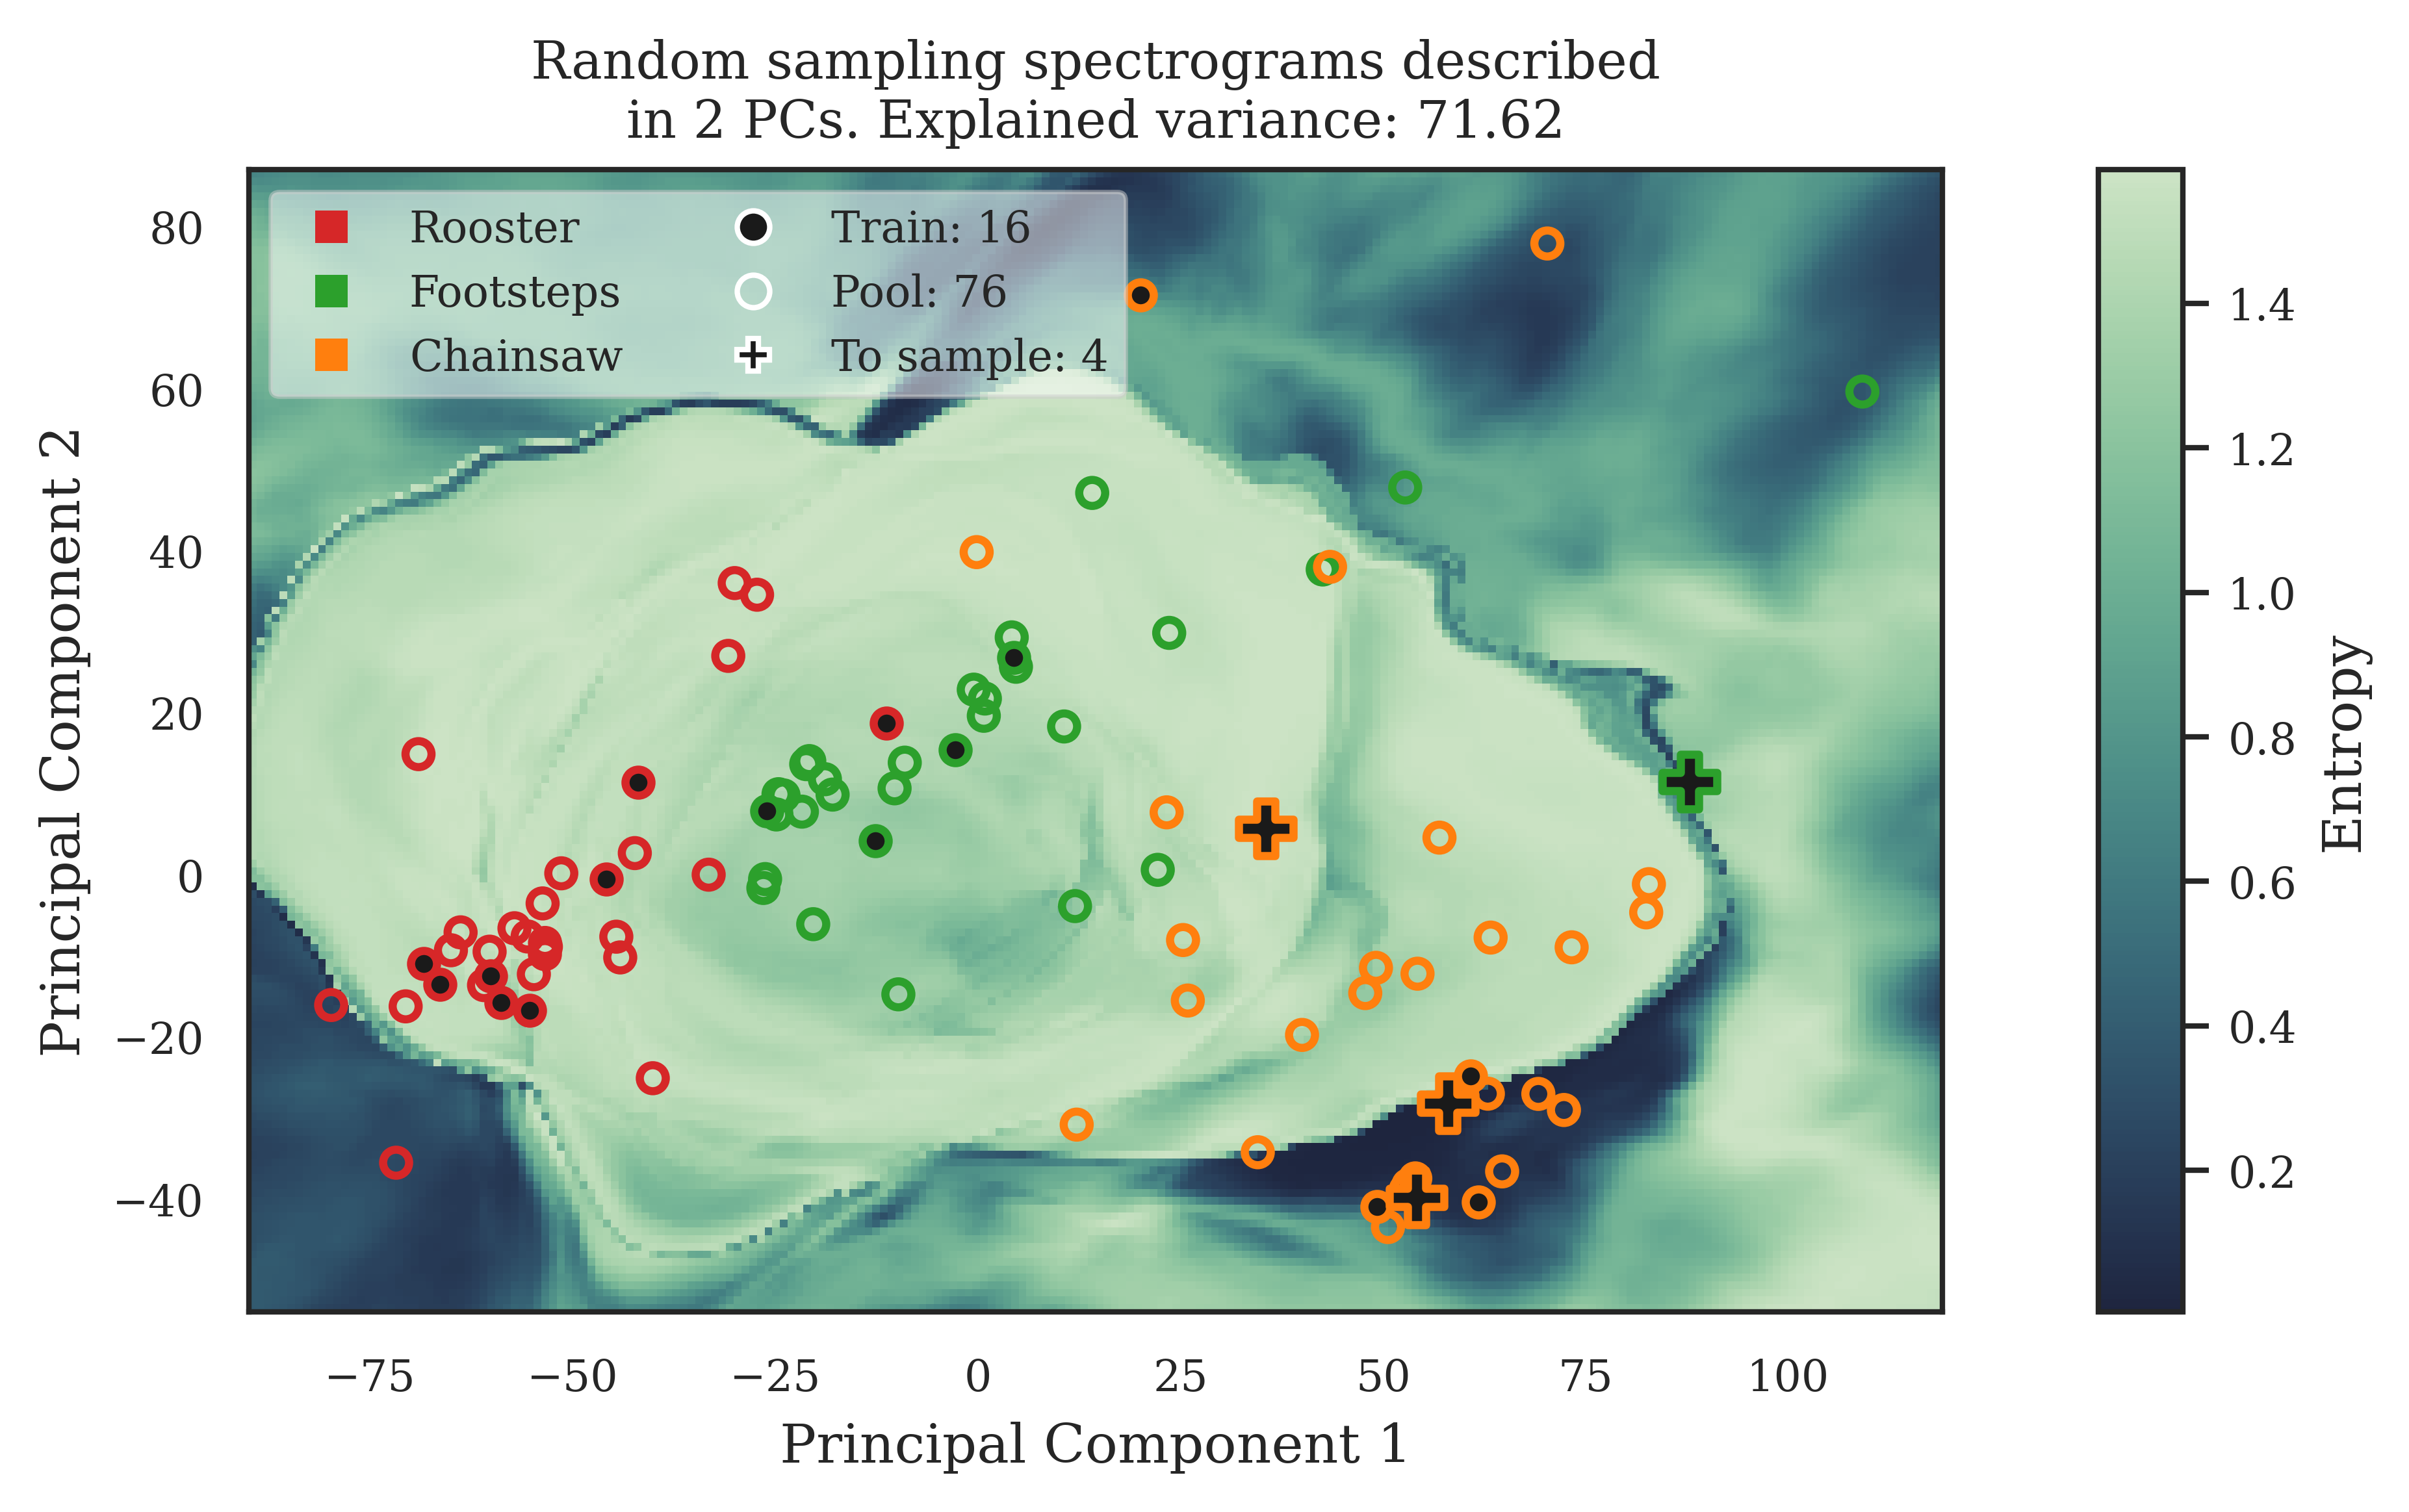 Random sampling spectrograms described
in 2 PCs. Explained variance: 71.62
Rooster
Footsteps
Chainsaw
Train: 16
Pool: 76
To sample: 4
Principal Component 2
80
60
40
20
0
−20
−40
−75
−50
−25
0
25
50
75
100
Principal Component 1
1.4
1.2
1.0
0.8
0.6
0.4
0.2
Entropy